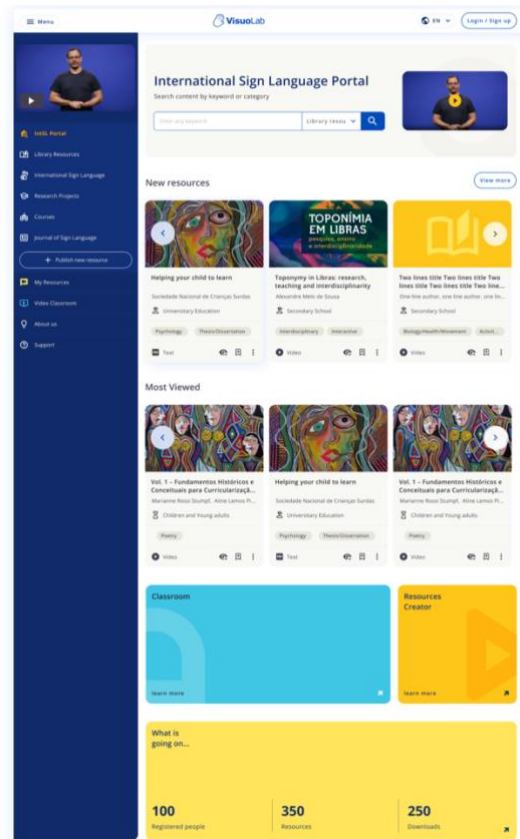 Menu
VisuoLab
EN
Login / Sign up
IntSL Portal
Library Resources
International Sign Language
Research Projects
Courses
Journal of Sign Language
+ Publish new resource
My Resources
Video Classroom
About us
Support
International Sign Language Portal
Search content by keyword or category
Enter any keyword
Library resou
New resources
View more
TOPONÍMIA
EM LIBRAS
pesquisa, ensino
e interdisciplinaridade
Helping your child to learn
Sociedade Nacional de Crianças Surdas
Universitary Education
Psychology
Thesis/Dissertation
Text
Toponymy in Libras: research,
teaching and interdisciplinarity
Alexandre Melo de Sousa
Secondary School
Interdisciplinary
Interactive
Video
Two lines title Two lines title Two
lines title Two lines title Two line...
One-line author, one line author, one lin...
Secondary School
Biology/Health/Movement
Activit...
Video
Most Viewed
Vol. 1 – Fundamentos Históricos e
Conceituais para Curricularizaçã...
Marianne Rossi Stumpf, Aline Lemos Pi...
Children and Young adults
Poetry
Video
Helping your child to learn
Sociedade Nacional de Crianças Surdas
Universitary Education
Psychology
Thesis/Dissertation
Text
Vol. 1 – Fundamentos Históricos e
Conceituais para Curricularizaçã...
Marianne Rossi Stumpf, Aline Lemos Pi...
Children and Young adults
Poetry
Video
Classroom
learn more
Resources
Creator
learn more
What is
going on...
100
Registered people
350
Resources
250
Downloads